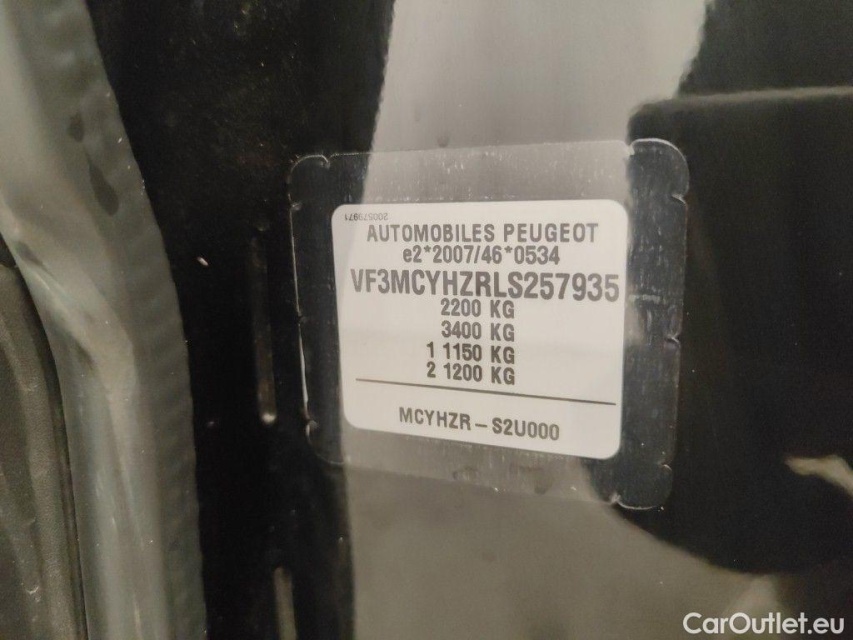 200579971
AUTOMOBILES PEUGEOT
e2*2007/46*0534
VF3MCYHZRLS257935
2200 KG
3400 KG
1 1150 KG
2 1200 KG
MCYHZR - S2U000
CarOutlet.eu